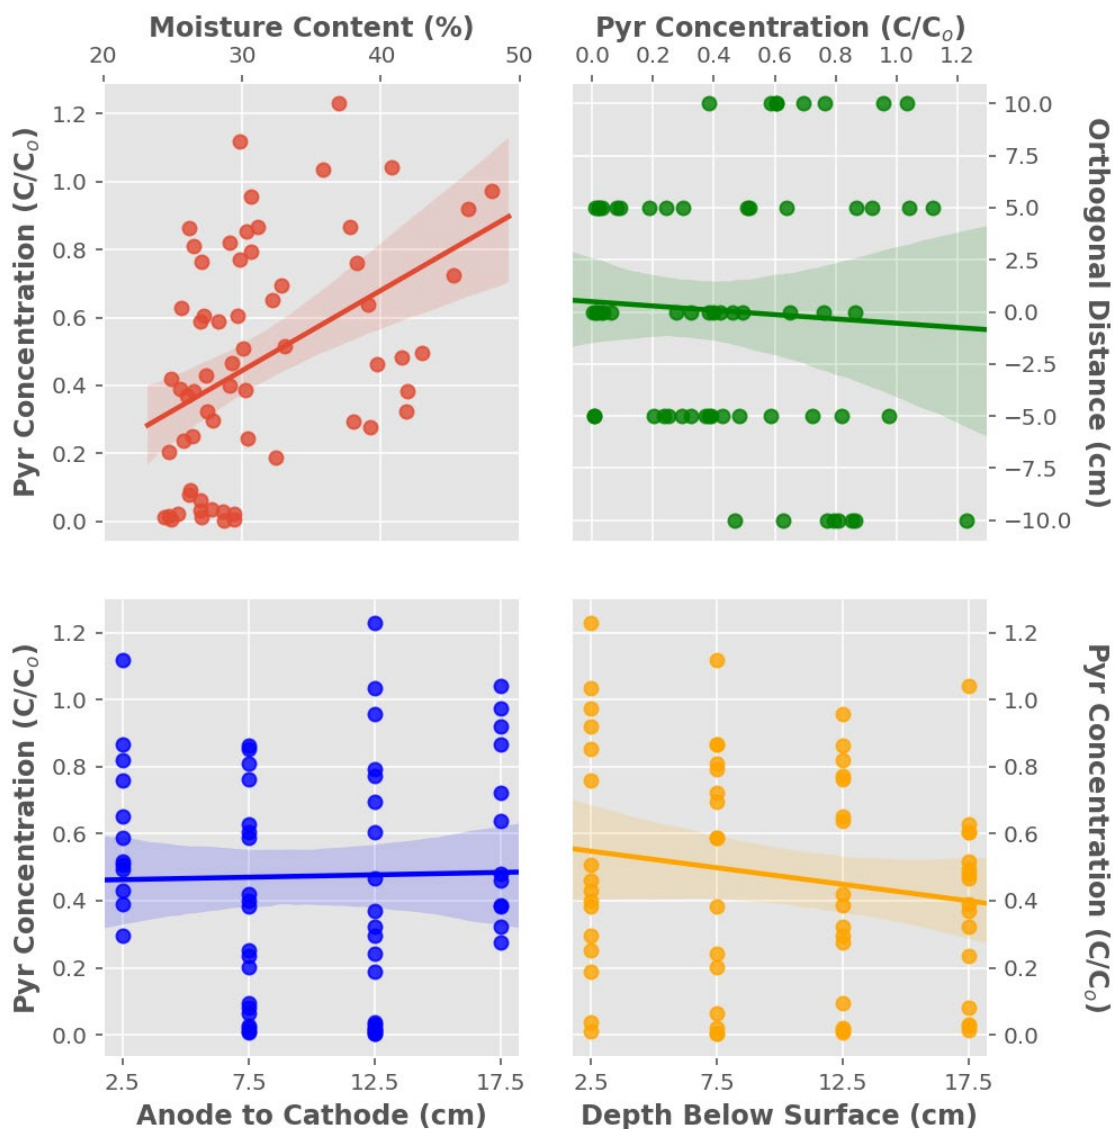 Moisture Content (%)
20 30 40 50
Pyr Concentration (C/Cₒ)
1.2
1.0
0.8
0.6
0.4
0.2
0.0
Pyr Concentration (C/Cₒ)
0.0 0.2 0.4 0.6 0.8 1.0 1.2
10.0
7.5
5.0
2.5
0.0
−2.5
−5.0
−7.5
−10.0
Orthogonal Distance (cm)
Pyr Concentration (C/Cₒ)
1.2
1.0
0.8
0.6
0.4
0.2
0.0
2.5 7.5 12.5 17.5
Anode to Cathode (cm)
1.2
1.0
0.8
0.6
0.4
0.2
0.0
Pyr Concentration (C/Cₒ)
2.5 7.5 12.5 17.5
Depth Below Surface (cm)